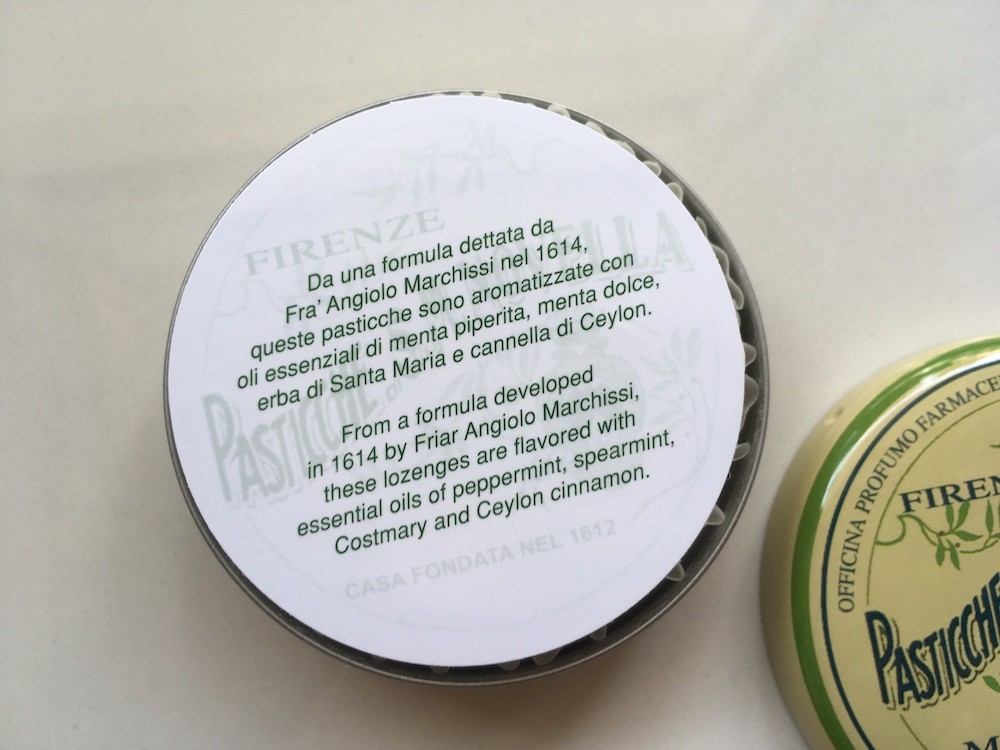 FIRENZE
Da una formula dettata da
Fra' Angiolo Marchissi nel 1614,
queste pasticche sono aromatizzate con
oli essenziali di menta piperita, menta dolce,
erba di Santa Maria e cannella di Ceylon.
PASTICCHE
From a formula developed
in 1614 by Friar Angiolo Marchissi,
these lozenges are flavored with
essential oils of peppermint, spearmint,
Costmary and Ceylon cinnamon.
CASA FONDATA NEL 1612
OFFICINA PROFUMO
PASTICCHE